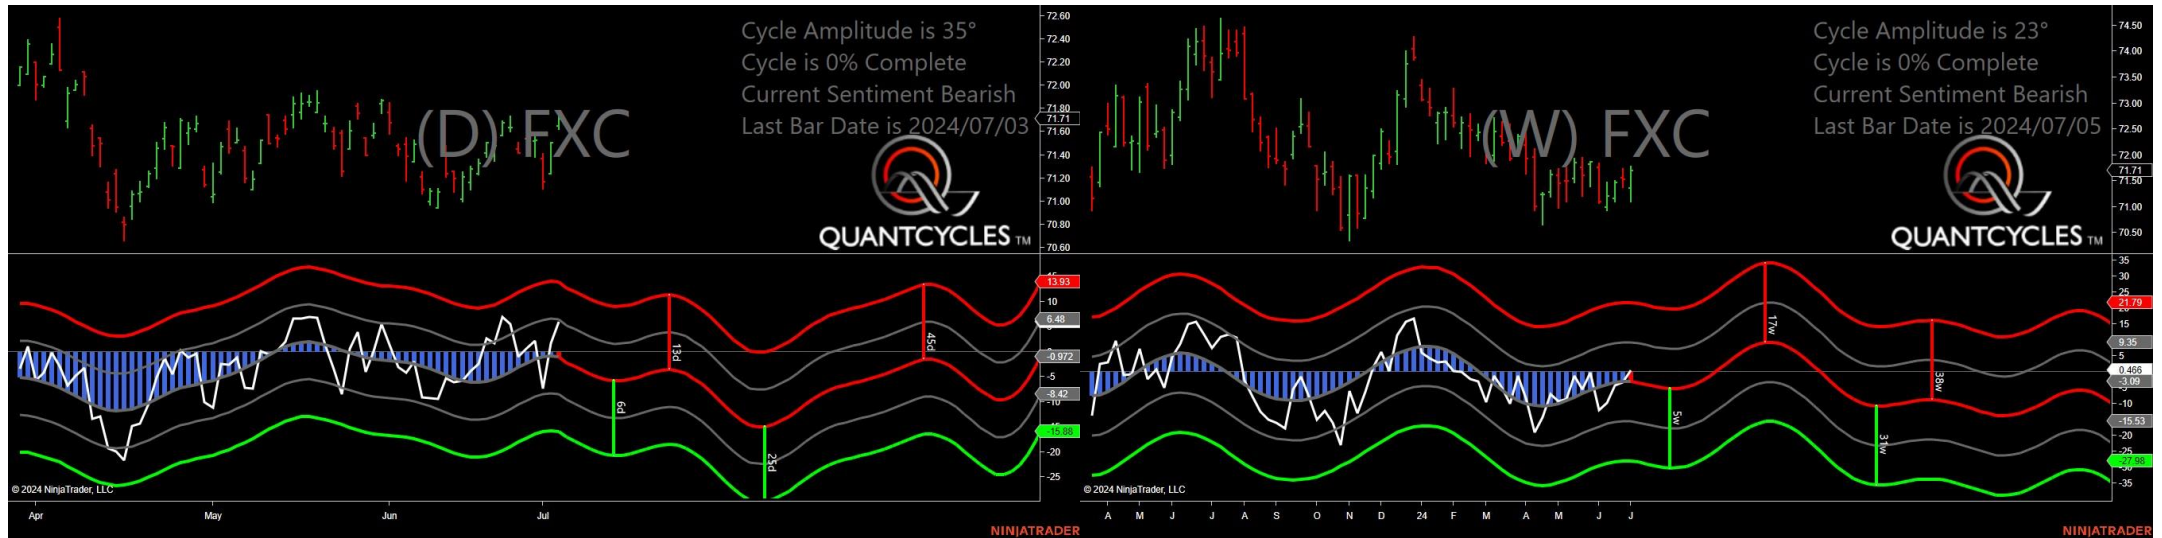 Cycle Amplitude is 35°
Cycle is 0% Complete
Current Sentiment Bearish
Last Bar Date is 2024/07/03
(D) FXC
QUANTCYCLES TM
72.60
72.40
72.20
72.00
71.80
71.71
71.60
71.40
71.20
71.00
70.80
70.60
13.93
10
6.48
-0.972
-5
-8.42
-10
-15.88
-20
-25
13d
45d
6d
25d
© 2024 NinjaTrader, LLC
Apr
May
Jun
Jul
NINJATRADER
Cycle Amplitude is 23°
Cycle is 0% Complete
Current Sentiment Bearish
Last Bar Date is 2024/07/05
(W) FXC
QUANTCYCLES TM
74.50
74.00
73.50
73.00
72.50
72.00
71.71
71.50
71.00
70.50
35
30
25
21.79
15
9.35
5
0.466
-3.09
-10
-15.53
-20
-25
-27.98
-35
17w
38w
5w
31w
© 2024 NinjaTrader, LLC
A
M
J
J
A
S
O
N
D
24
F
M
A
M
J
J
NINJATRADER